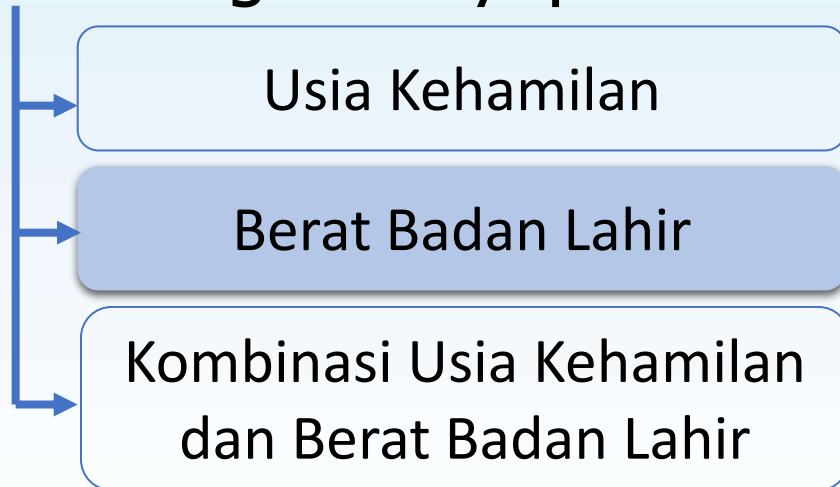 Usia Kehamilan
Berat Badan Lahir
Kombinasi Usia Kehamilan
dan Berat Badan Lahir